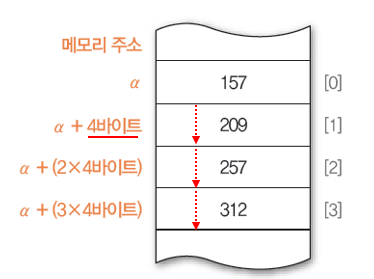 메모리 주소
α 157 [0]
α + 4바이트 209 [1]
α + (2×4바이트) 257 [2]
α + (3×4바이트) 312 [3]